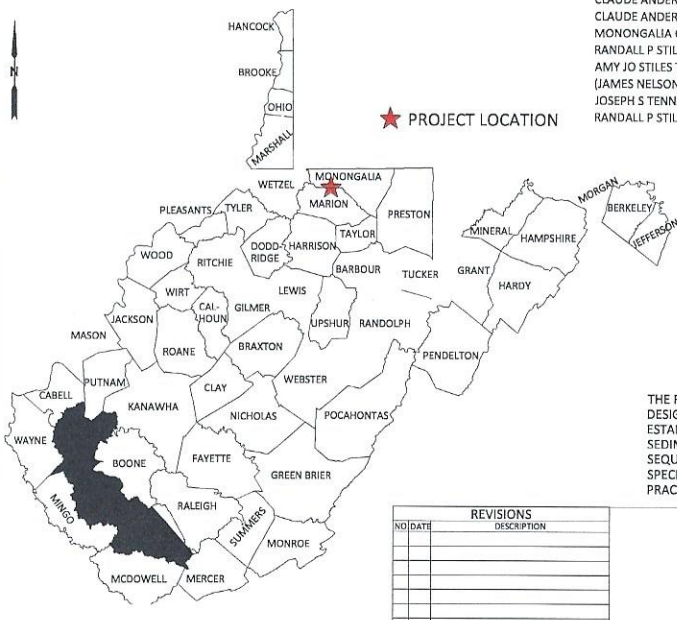 CLAUDE ANDER
CLAUDE ANDER
MONONGALIA
RANDALL P STIL
AMY JO STILES
(JAMES NELSON
JOSEPH S TENN
RANDALL P STIL
N
PROJECT LOCATION
HANCOCK
BROOKE
OHIO
MARSHALL
WETZEL
MONONGALIA
MARION
PRESTON
PLEASANTS
TYLER
DODD-
RIDGE
HARRISON
TAYLOR
MINERAL
HAMPSHIRE
MORGAN
BERKELEY
JEFFERSON
WOOD
RITCHIE
BARBOUR
TUCKER
GRANT
HARDY
WIRT
CAL-
HOUN
GILMER
LEWIS
UPSHUR
RANDOLPH
PENDELTON
MASON
JACKSON
ROANE
BRAXTON
WEBSTER
POCAHONTAS
CABELL
PUTNAM
KANAWHA
CLAY
NICHOLAS
WAYNE
BOONE
FAYETTE
GREEN BRIER
MINGO
RALEIGH
SUMMERS
MONROE
MCDOWELL
MERCER
THE
DESIG
ESTA
SEDIN
SEQU
SPECI
PRAC
REVISIONS
NO DATE DESCRIPTION